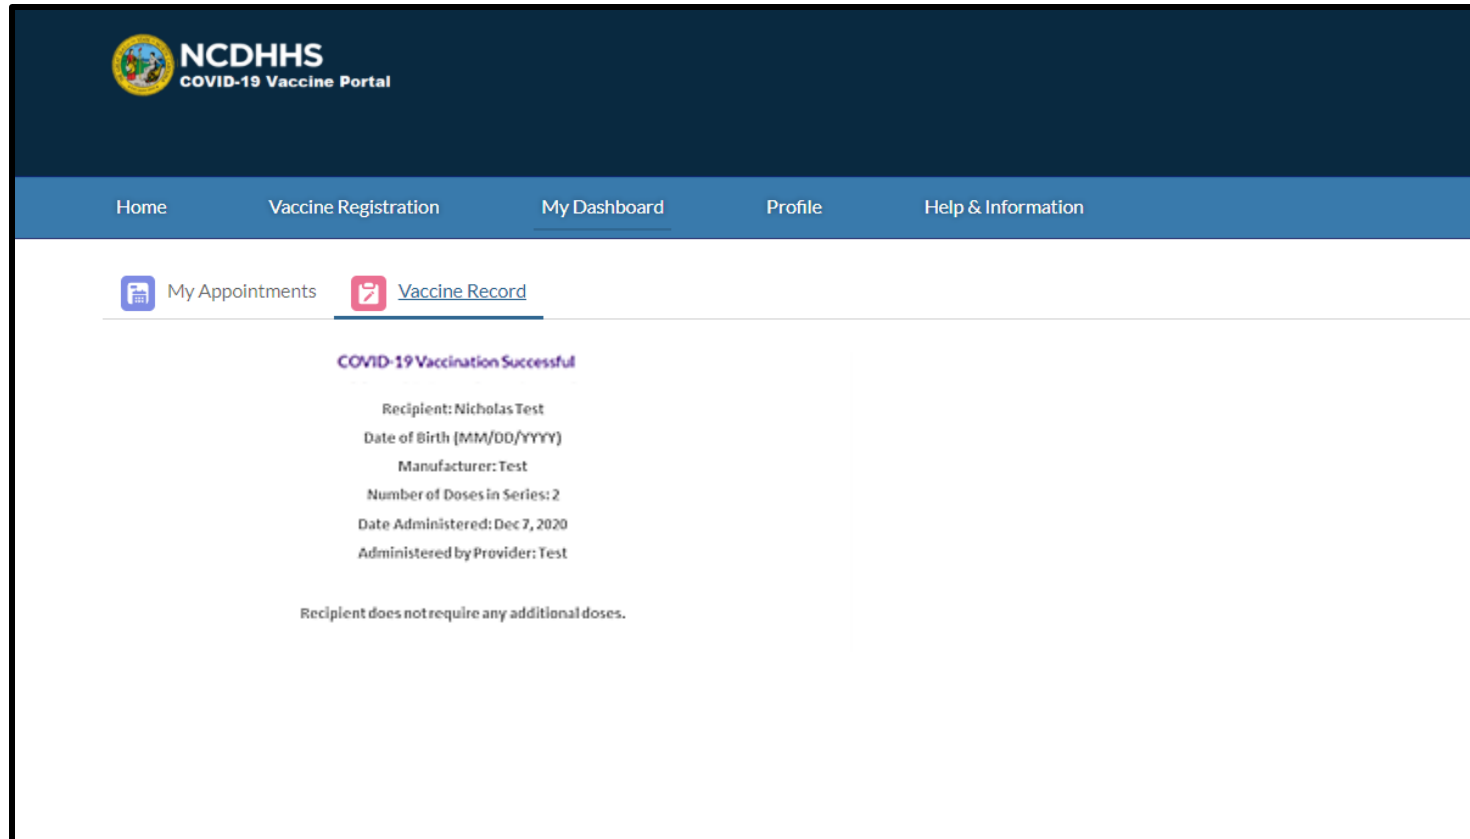 NCDHHS
COVID-19 Vaccine Portal
Home Vaccine Registration My Dashboard Profile Help & Information
My Appointments Vaccine Record
COVID-19 Vaccination Successful
Recipient: Nicholas Test
Date of Birth (MM/DD/YYYY)
Manufacturer: Test
Number of Doses in Series: 2
Date Administered: Dec 7, 2020
Administered by Provider: Test
Recipient does not require any additional doses.